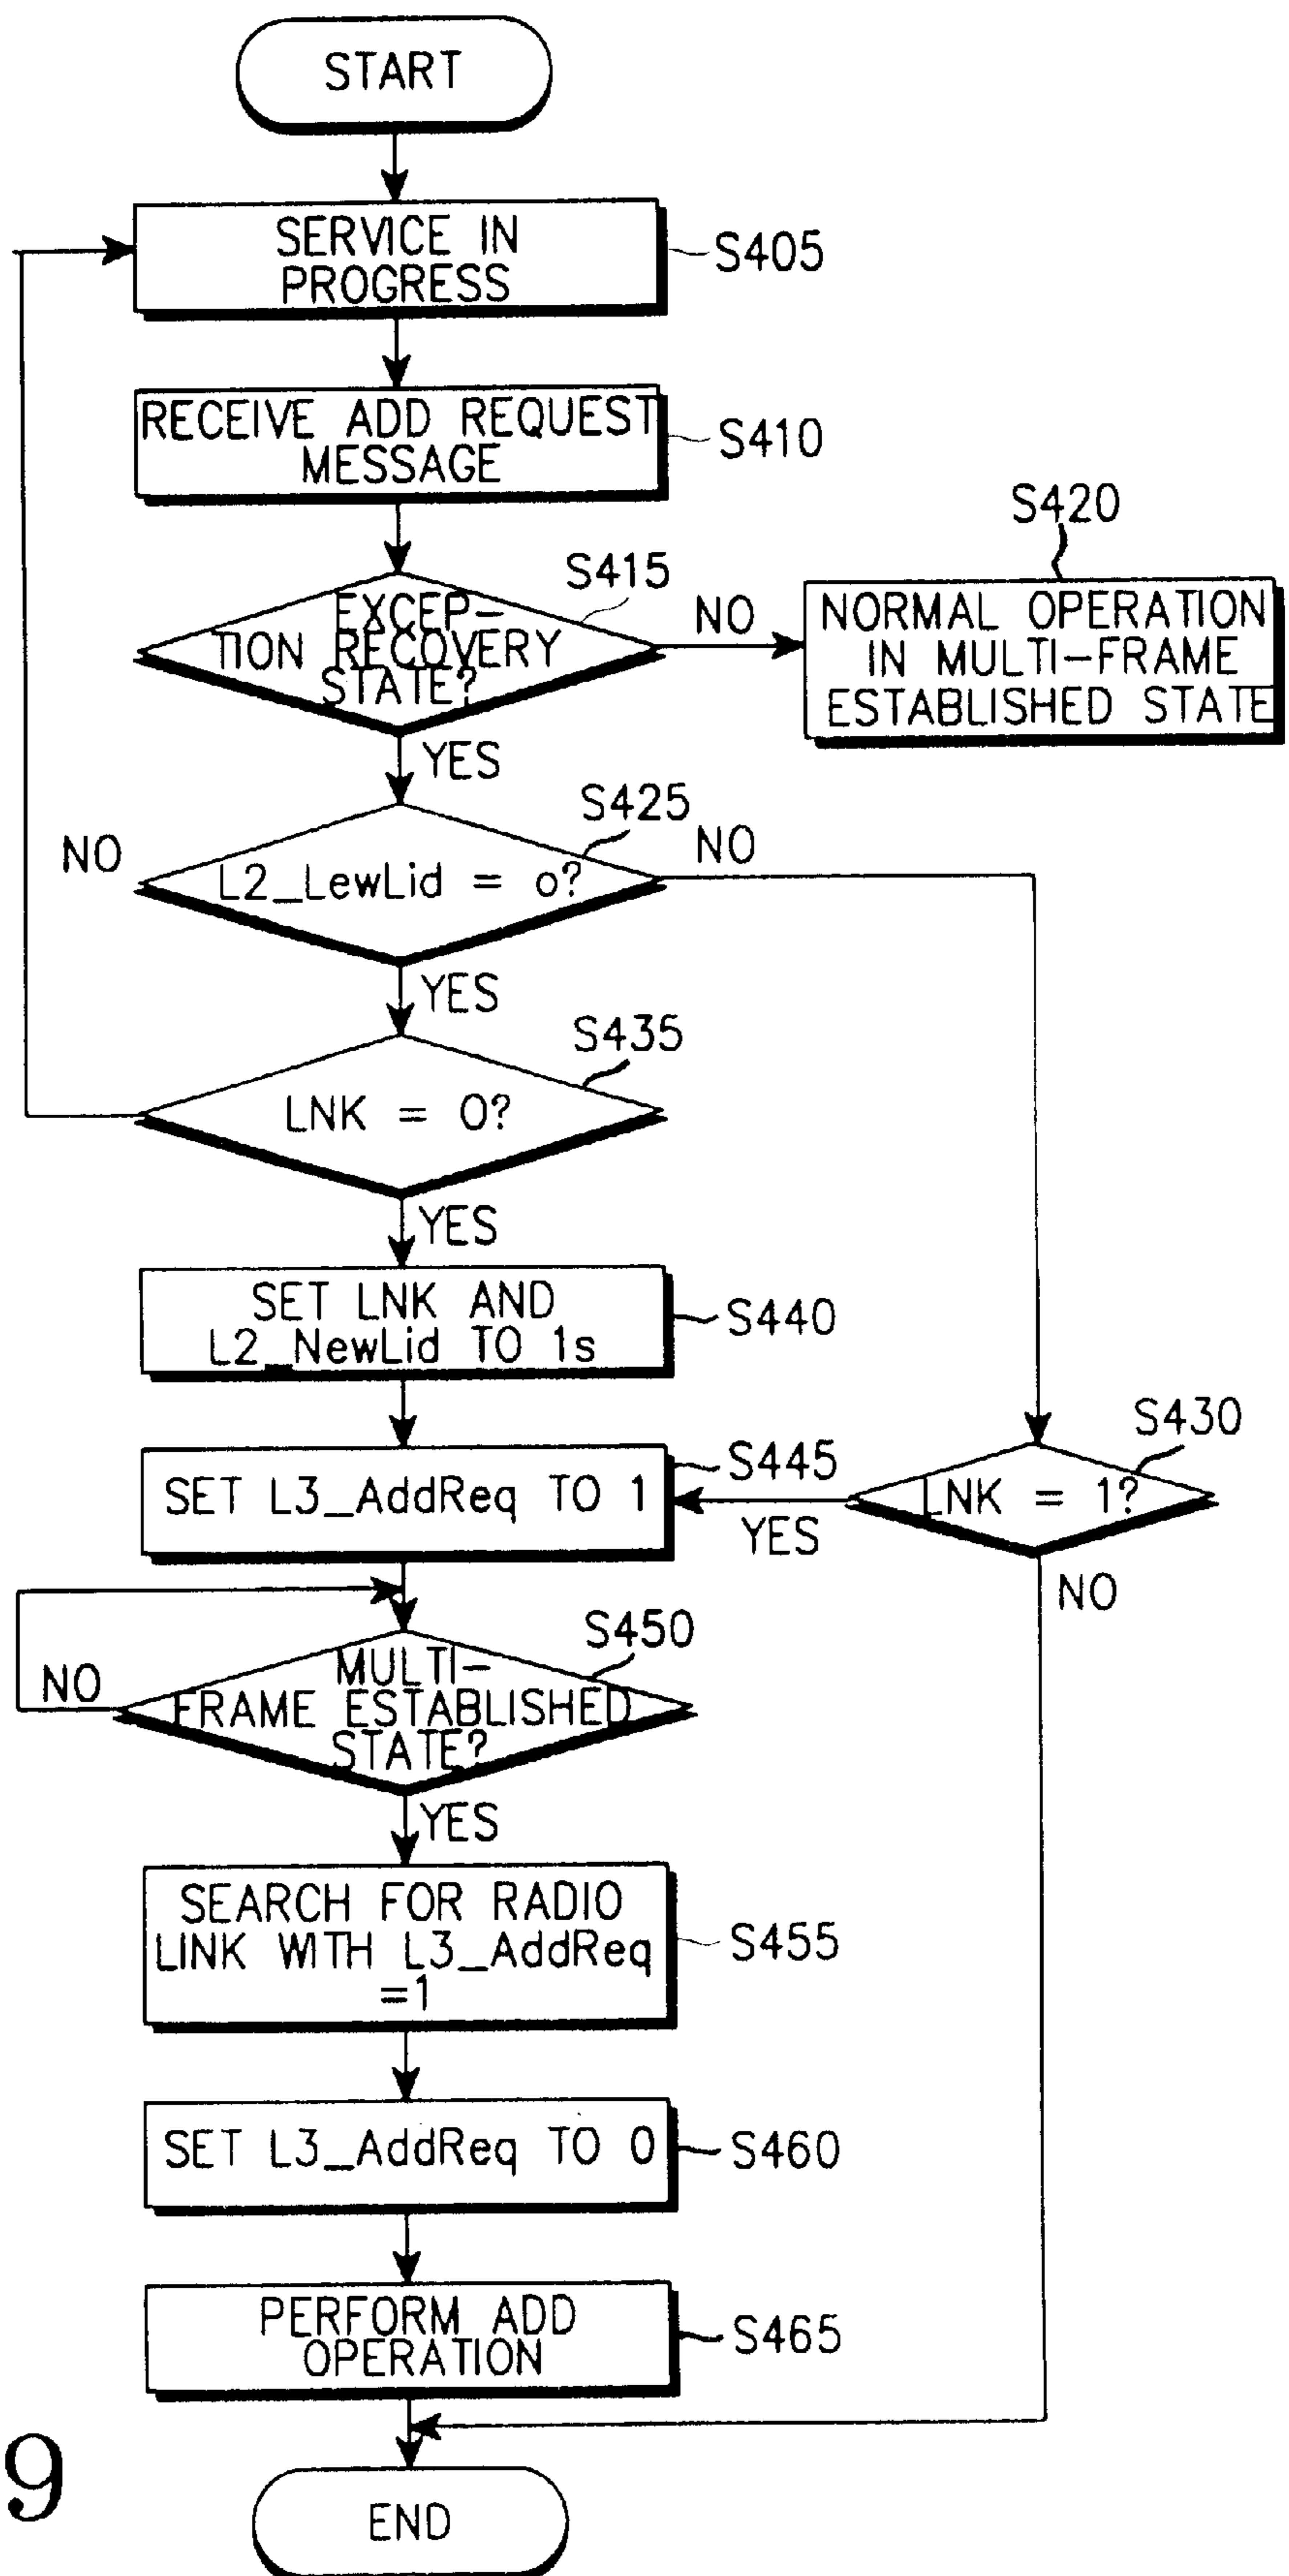 START
SERVICE IN
PROGRESS
S405
RECEIVE ADD REQUEST
MESSAGE
S410
S420
S415
EXCEP-
TION RECOVERY
STATE?
NO
NORMAL OPERATION
IN MULTI-FRAME
ESTABLISHED STATE
YES
S425
NO
L2_LewLid = o?
NO
YES
S435
LNK = 0?
YES
SET LNK AND
L2_NewLid TO 1s
S440
S430
S445
SET L3_AddReq TO 1
LNK = 1?
YES
NO
S450
MULTI-
FRAME ESTABLISHED
STATE?
NO
YES
SEARCH FOR RADIO
LINK WITH L3_AddReq
=1
S455
SET L3_AddReq TO 0
S460
PERFORM ADD
OPERATION
S465
9
END